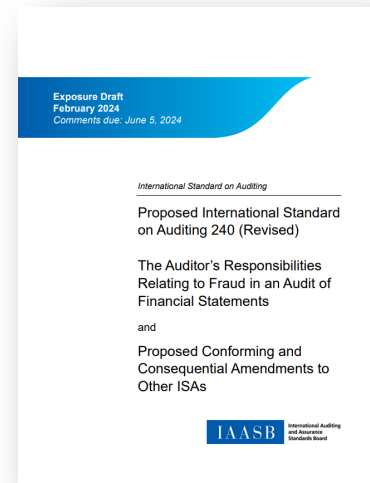 Exposure Draft
February 2024
Comments due: June 5, 2024
International Standard on Auditing
Proposed International Standard
on Auditing 240 (Revised)
The Auditor's Responsibilities
Relating to Fraud in an Audit of
Financial Statements
and
Proposed Conforming and
Consequential Amendments to
Other ISAs
IAASB
International Auditing
and Assurance
Standards Board